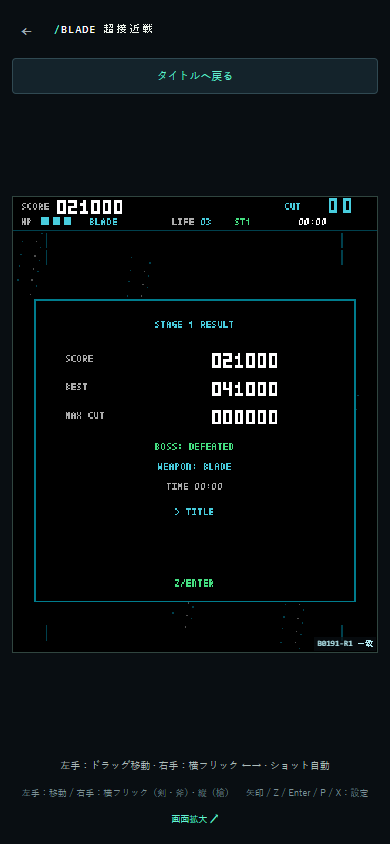 ← /BLADE 超接近戦
タイトルへ戻る
SCORE 021000 CUT 00
HP BLADE LIFE 03 ST1 00:00
STAGE 1 RESULT
SCORE 021000
BEST 041000
MAX CUT 000000
BOSS: DEFEATED
WEAPON: BLADE
TIME 00:00
> TITLE
Z/ENTER
B0191-R1 一致
左手：ドラッグ移動 · 右手：横フリック ←→ · ショット自動
左手：移動 / 右手：横フリック（剣・斧）・縦（槍） 矢印 / Z / Enter / P / X：設定
画面拡大 ⤢